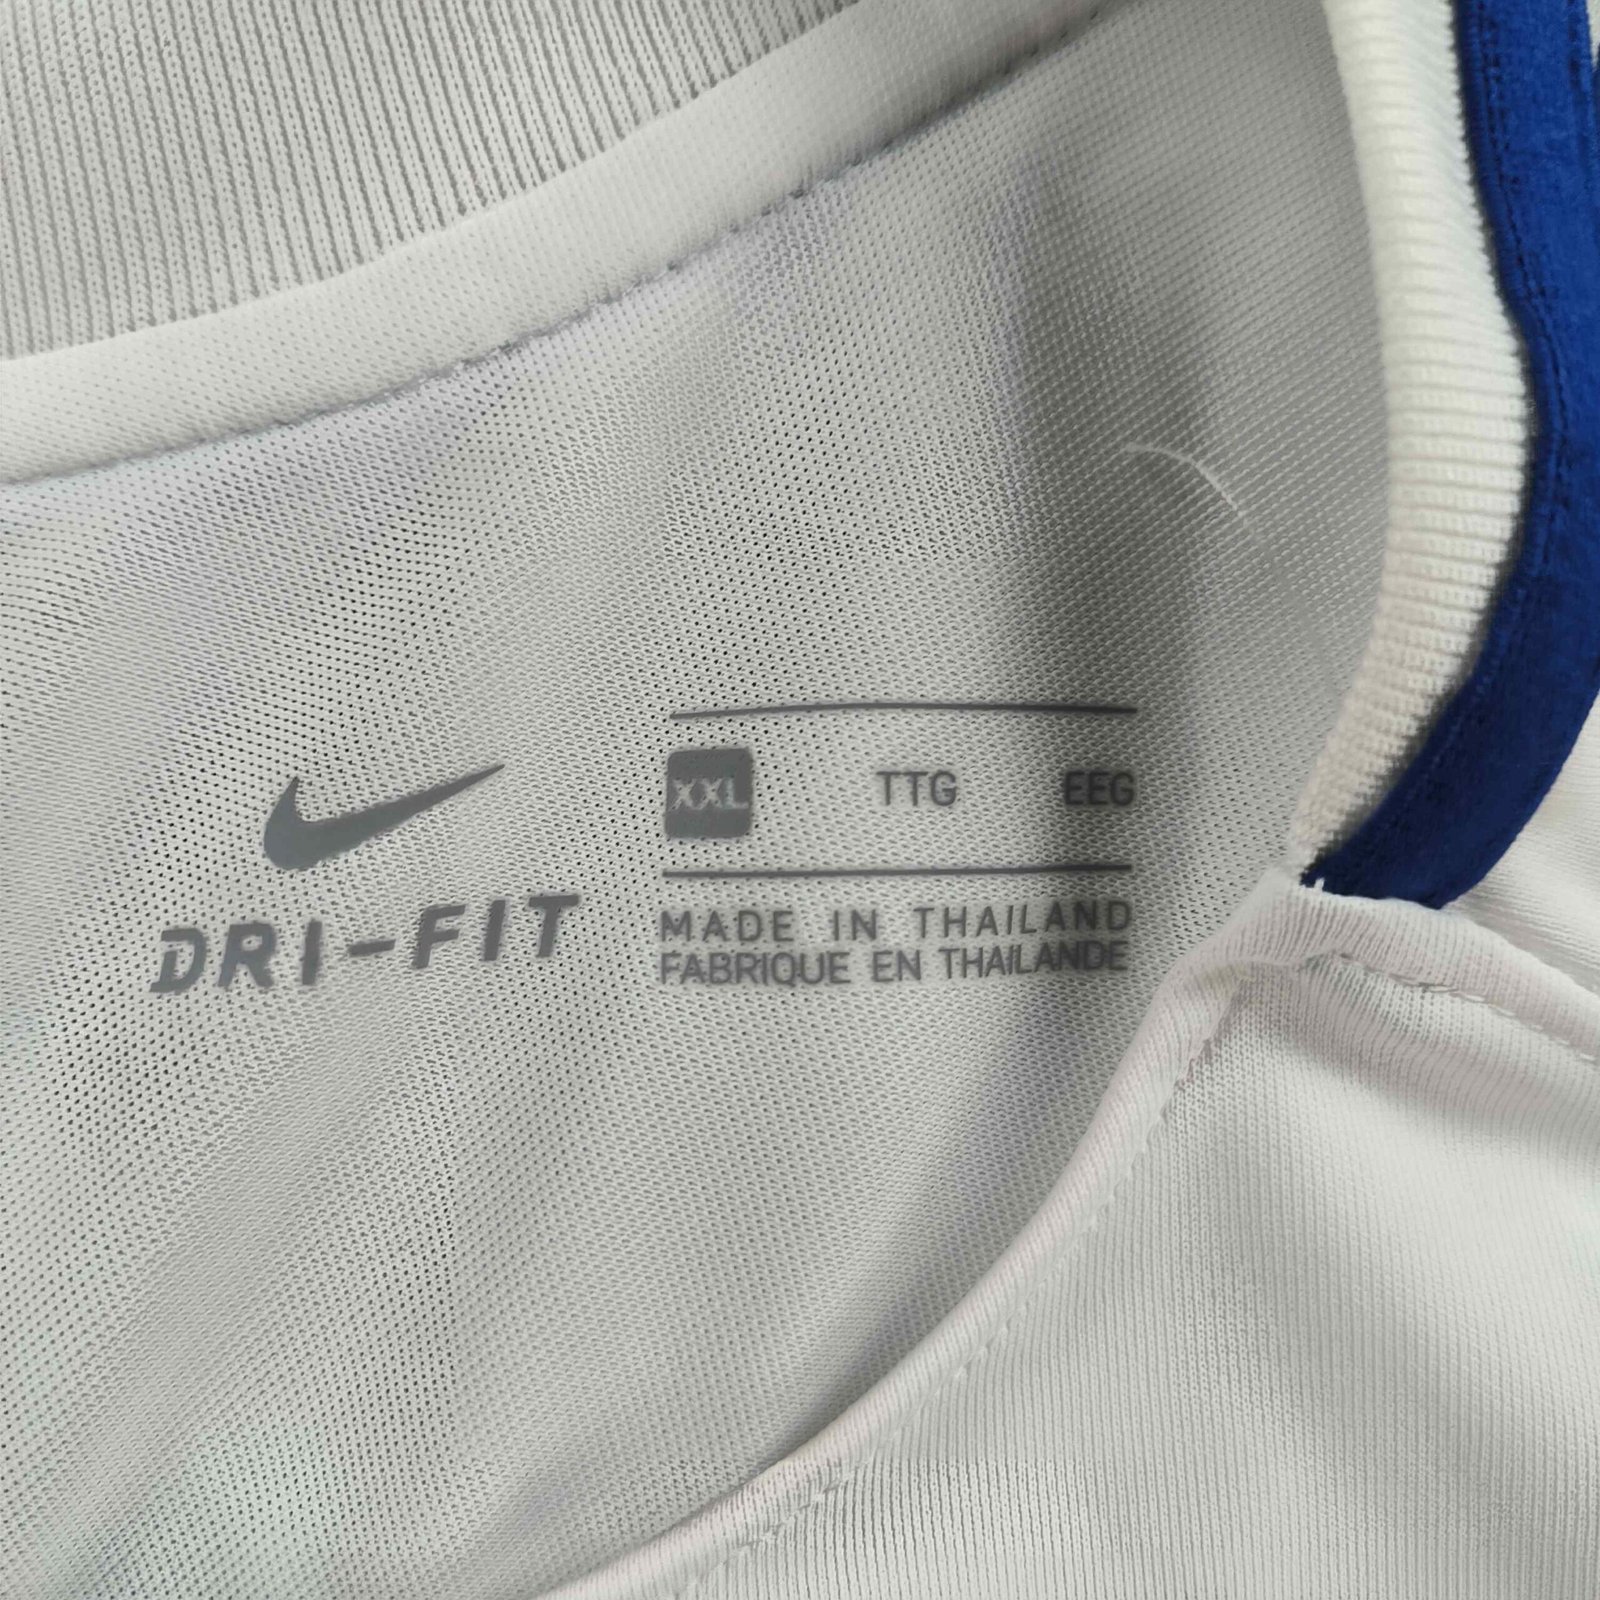 XXL TTG EEG
DRI-FIT
MADE IN THAILAND
FABRIQUE EN THAILANDE